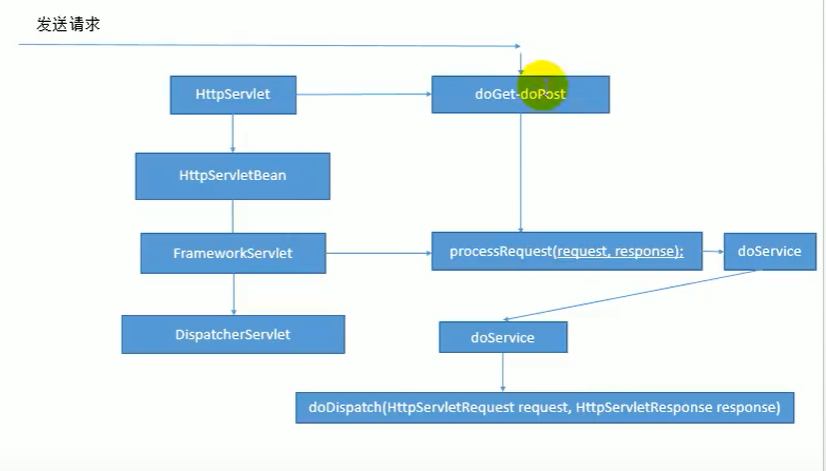 发送请求
HttpServlet
doGet-doPost
HttpServletBean
FrameworkServlet
processRequest(request, response);
doService
DispatcherServlet
doService
doDispatch(HttpServletRequest request, HttpServletResponse response)